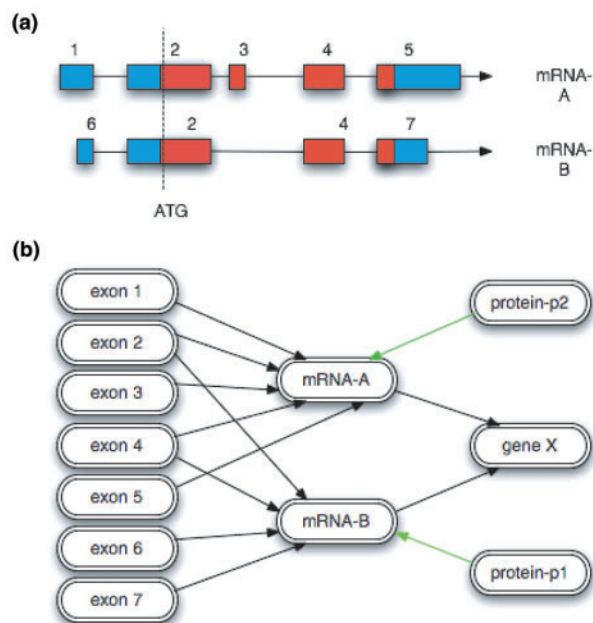 (a)
1 2 3 4 5
mRNA-
A
6 2 4 7
mRNA-
B
ATG
(b)
exon 1
exon 2
exon 3
exon 4
exon 5
exon 6
exon 7
mRNA-A
mRNA-B
protein-p2
gene X
protein-p1